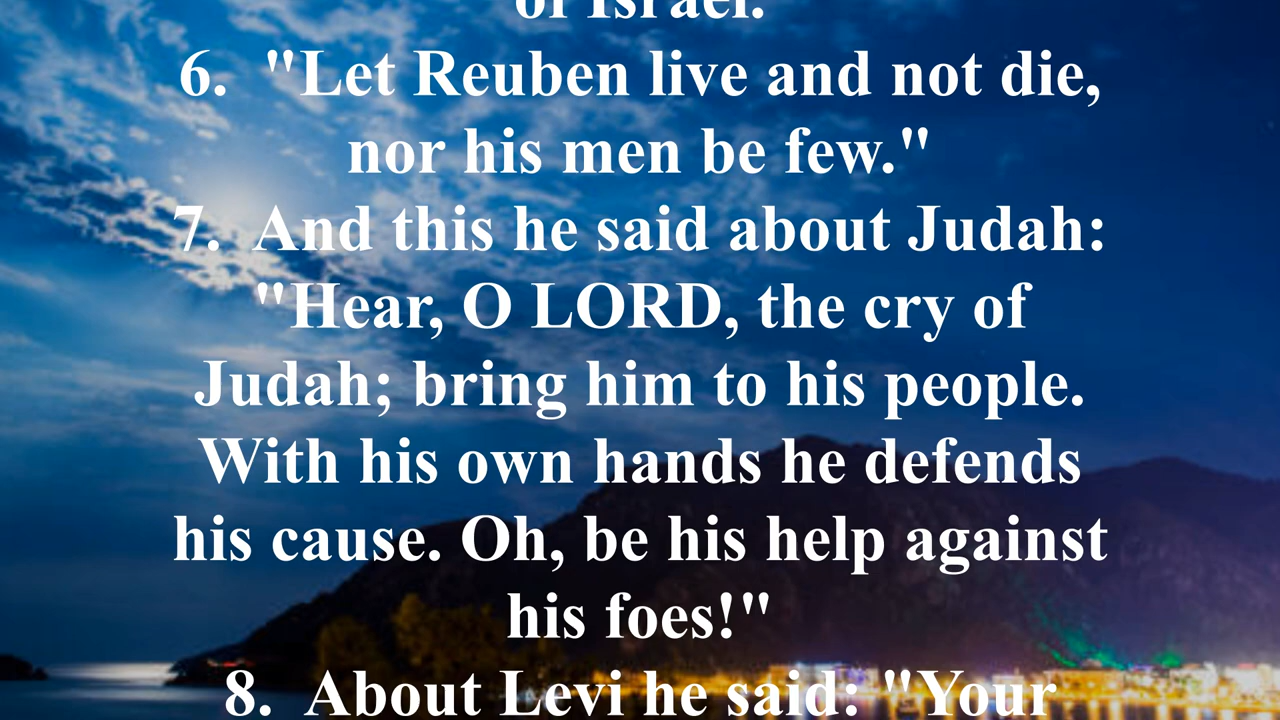 of Israel.
6. "Let Reuben live and not die,
nor his men be few."
7. And this he said about Judah:
"Hear, O LORD, the cry of
Judah; bring him to his people.
With his own hands he defends
his cause. Oh, be his help against
his foes!"
8. About Levi he said: "Your